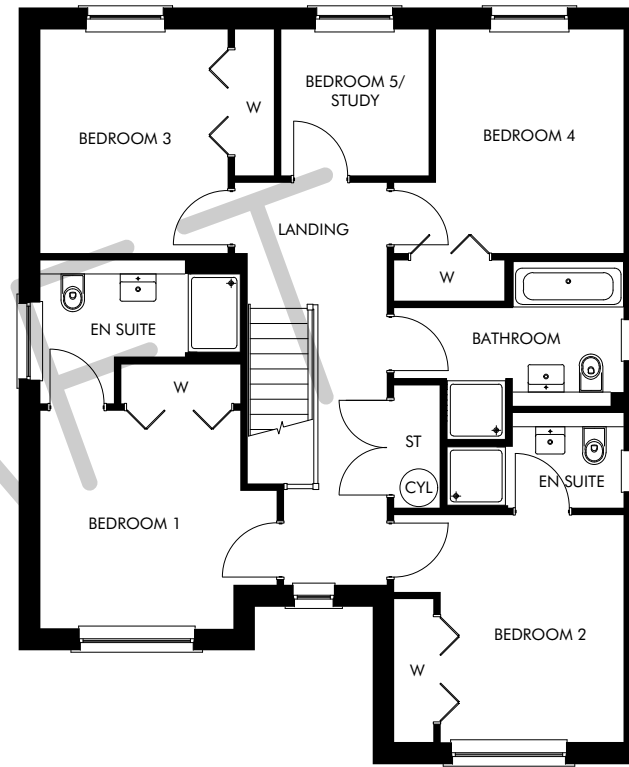 BEDROOM 3
W
BEDROOM 5/
STUDY
BEDROOM 4
LANDING
W
EN SUITE
BATHROOM
W
ST
CYL
EN SUITE
BEDROOM 1
BEDROOM 2
W